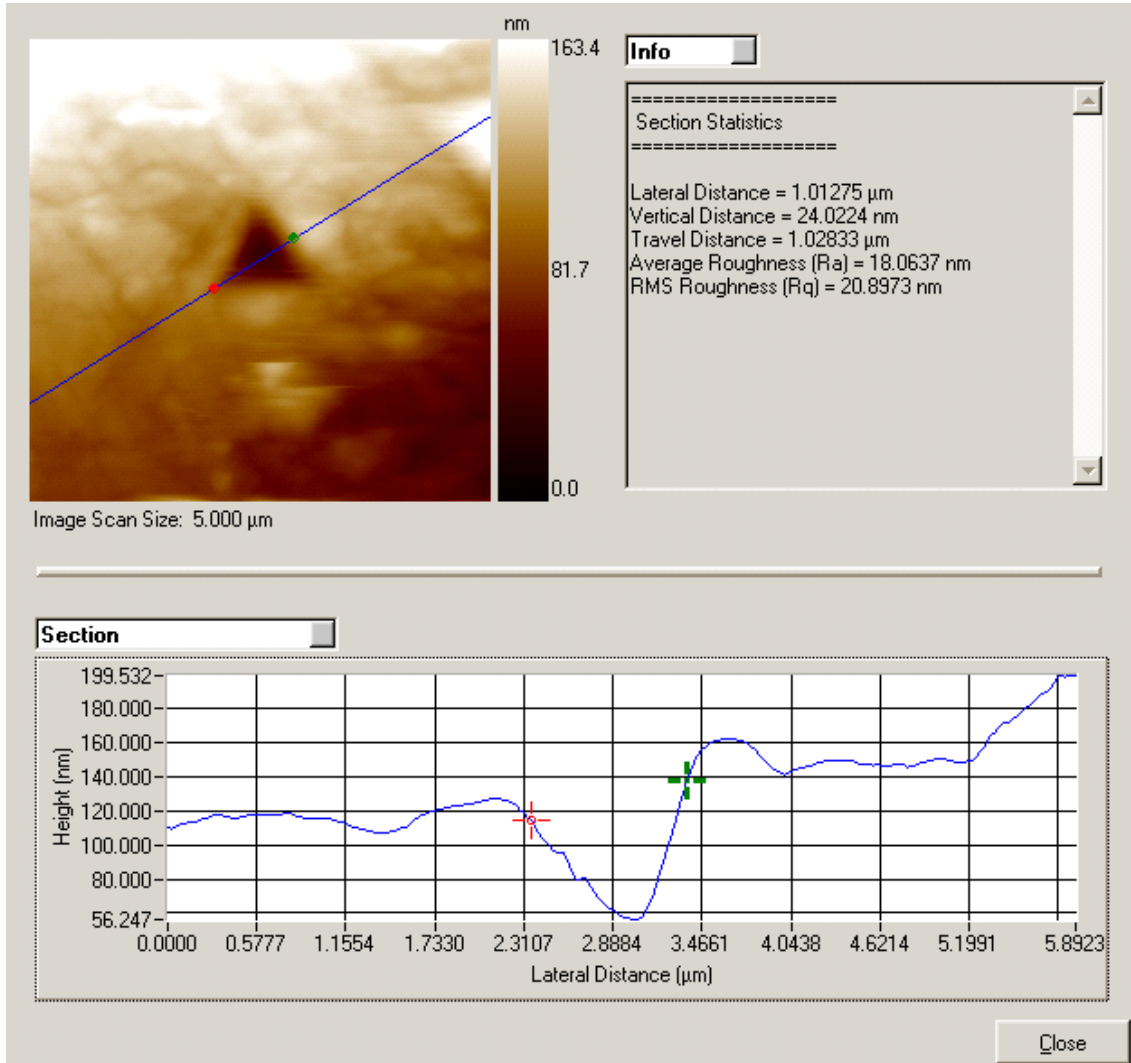 nm
163.4
81.7
0.0
Image Scan Size: 5.000 µm
Info
===================
Section Statistics
===================
Lateral Distance = 1.01275 µm
Vertical Distance = 24.0224 nm
Travel Distance = 1.02833 µm
Average Roughness (Ra) = 18.0637 nm
RMS Roughness (Rq) = 20.8973 nm
Section
Height (nm)
199.532
180.000
160.000
140.000
120.000
100.000
80.000
56.247
0.0000 0.5777 1.1554 1.7330 2.3107 2.8884 3.4661 4.0438 4.6214 5.1991 5.8923
Lateral Distance (µm)
Close